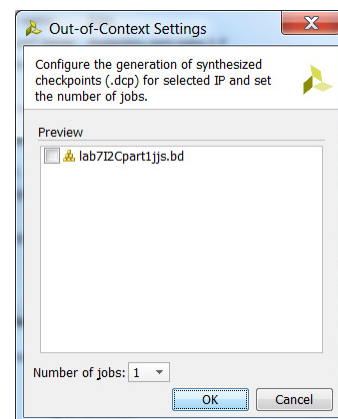 Out-of-Context Settings
Configure the generation of synthesized
checkpoints (.dcp) for selected IP and set
the number of jobs.
Preview
lab7I2Cpart1jjs.bd
Number of jobs: 1
OK Cancel